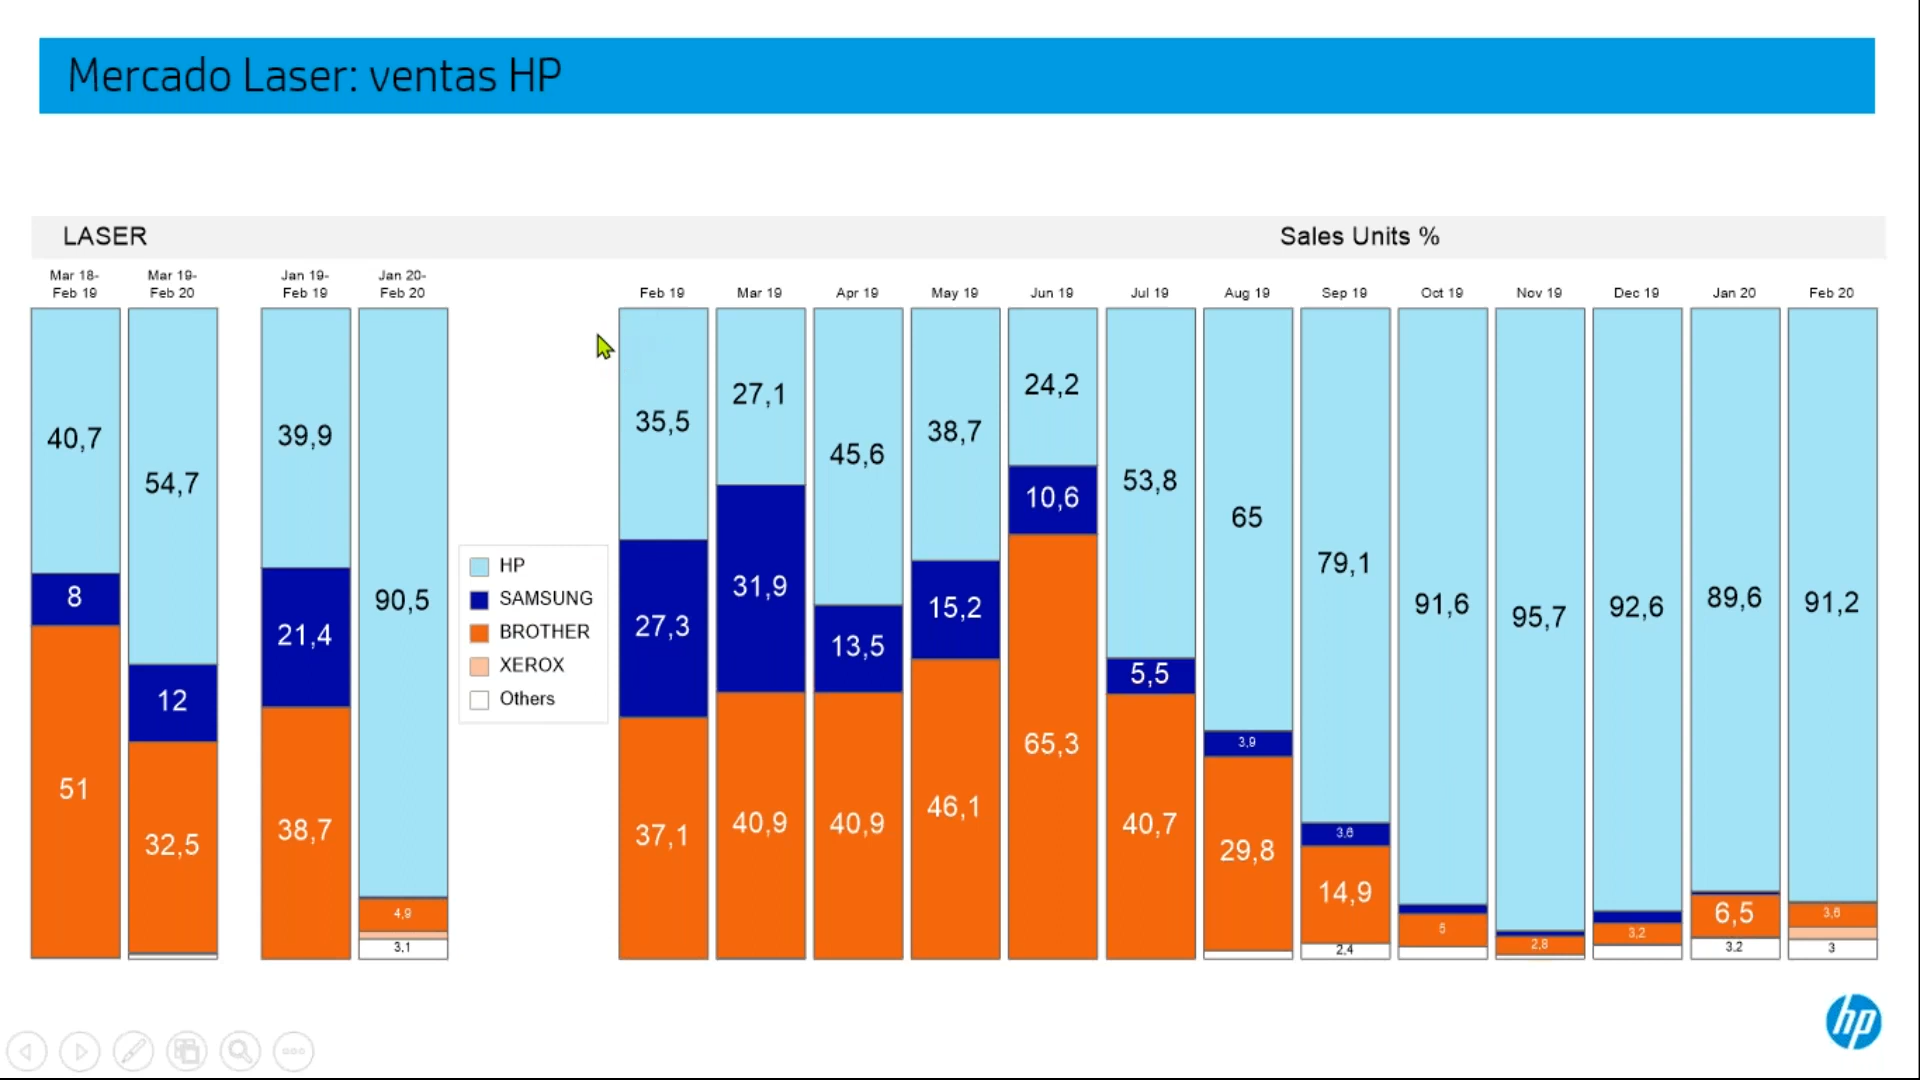 Mercado Laser: ventas HP
LASER Sales Units %
Mar 18-
Feb 19
Mar 19-
Feb 20
Jan 19-
Feb 19
Jan 20-
Feb 20
Feb 19 Mar 19 Apr 19 May 19 Jun 19 Jul 19 Aug 19 Sep 19 Oct 19 Nov 19 Dec 19 Jan 20 Feb 20
40,7
8
51
54,7
12
32,5
39,9
21,4
38,7
90,5
4,9
3,1
HP
SAMSUNG
BROTHER
XEROX
Others
35,5
27,3
37,1
27,1
31,9
40,9
45,6
13,5
40,9
38,7
15,2
46,1
24,2
10,6
65,3
53,8
5,5
40,7
65
3,9
29,8
79,1
3,6
14,9
2,4
91,6
5
95,7
2,8
92,6
3,2
89,6
6,5
3,2
91,2
3,6
3
hp